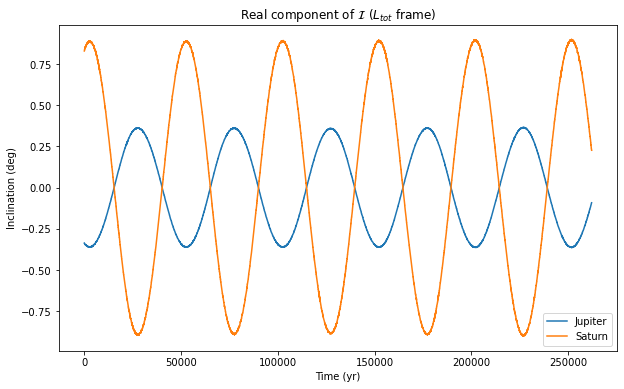 Real component of ℐ (L_tot frame)
Inclination (deg)
0.75
0.50
0.25
0.00
−0.25
−0.50
−0.75
Jupiter
Saturn
0 50000 100000 150000 200000 250000
Time (yr)